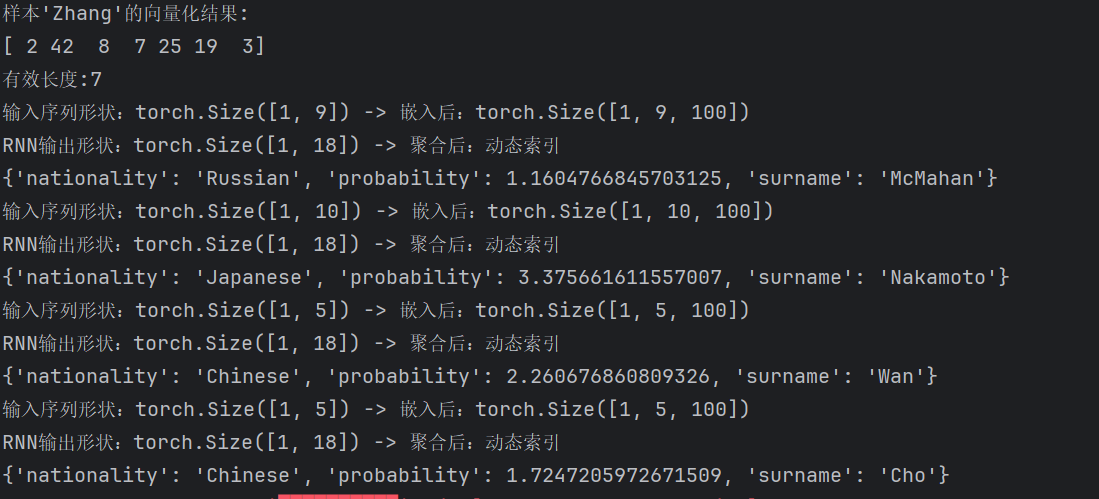 样本'Zhang'的向量化结果:
[ 2 42  8  7 25 19  3]
有效长度:7
输入序列形状：torch.Size([1, 9]) -> 嵌入后：torch.Size([1, 9, 100])
RNN输出形状：torch.Size([1, 18]) -> 聚合后：动态索引
{'nationality': 'Russian', 'probability': 1.1604766845703125, 'surname': 'McMahan'}
输入序列形状：torch.Size([1, 10]) -> 嵌入后：torch.Size([1, 10, 100])
RNN输出形状：torch.Size([1, 18]) -> 聚合后：动态索引
{'nationality': 'Japanese', 'probability': 3.375661611557007, 'surname': 'Nakamoto'}
输入序列形状：torch.Size([1, 5]) -> 嵌入后：torch.Size([1, 5, 100])
RNN输出形状：torch.Size([1, 18]) -> 聚合后：动态索引
{'nationality': 'Chinese', 'probability': 2.260676860809326, 'surname': 'Wan'}
输入序列形状：torch.Size([1, 5]) -> 嵌入后：torch.Size([1, 5, 100])
RNN输出形状：torch.Size([1, 18]) -> 聚合后：动态索引
{'nationality': 'Chinese', 'probability': 1.7247205972671509, 'surname': 'Cho'}